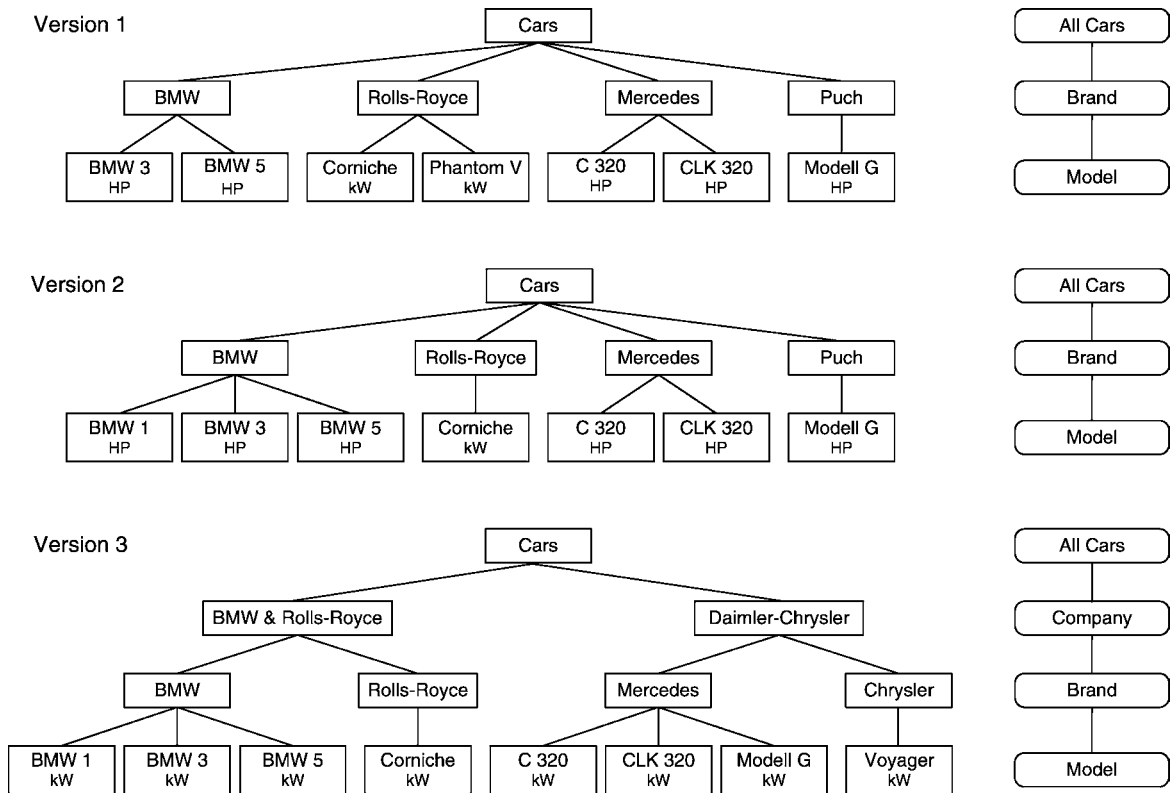 Version 1
Cars
All Cars
BMW
Rolls-Royce
Mercedes
Puch
Brand
BMW 3
HP
BMW 5
HP
Corniche
kW
Phantom V
kW
C 320
HP
CLK 320
HP
Modell G
HP
Model
Version 2
Cars
All Cars
BMW
Rolls-Royce
Mercedes
Puch
Brand
BMW 1
HP
BMW 3
HP
BMW 5
HP
Corniche
kW
C 320
HP
CLK 320
HP
Modell G
HP
Model
Version 3
Cars
All Cars
BMW & Rolls-Royce
Daimler-Chrysler
Company
BMW
Rolls-Royce
Mercedes
Chrysler
Brand
BMW 1
kW
BMW 3
kW
BMW 5
kW
Corniche
kW
C 320
kW
CLK 320
kW
Modell G
kW
Voyager
kW
Model